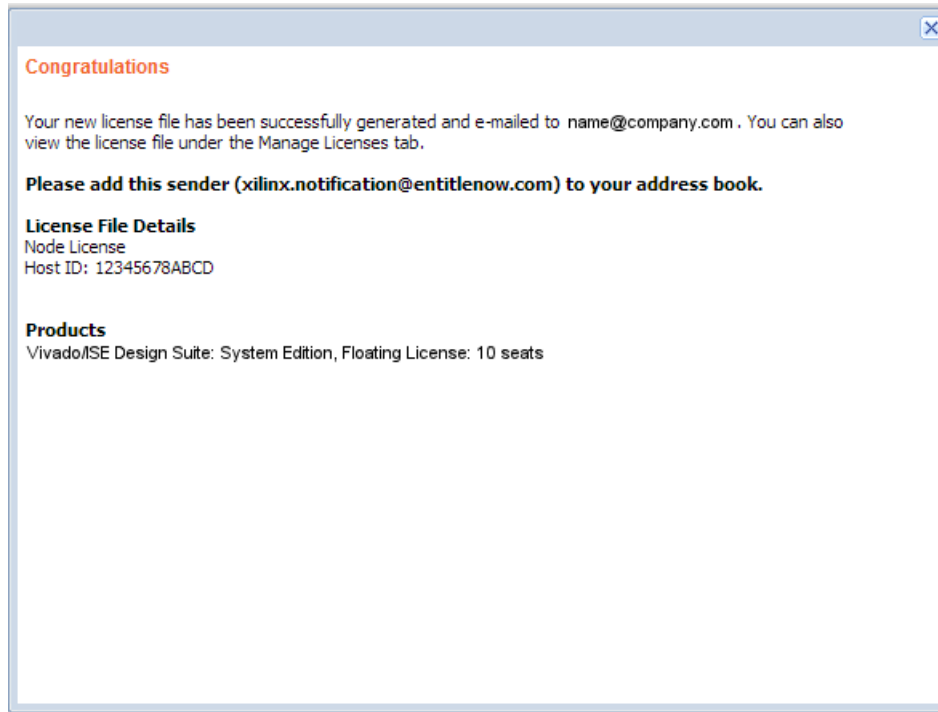 Congratulations
Your new license file has been successfully generated and e-mailed to name@company.com. You can also
view the license file under the Manage Licenses tab.
Please add this sender (xilinx.notification@entitlenow.com) to your address book.
License File Details
Node License
Host ID: 12345678ABCD
Products
Vivado/ISE Design Suite: System Edition, Floating License: 10 seats